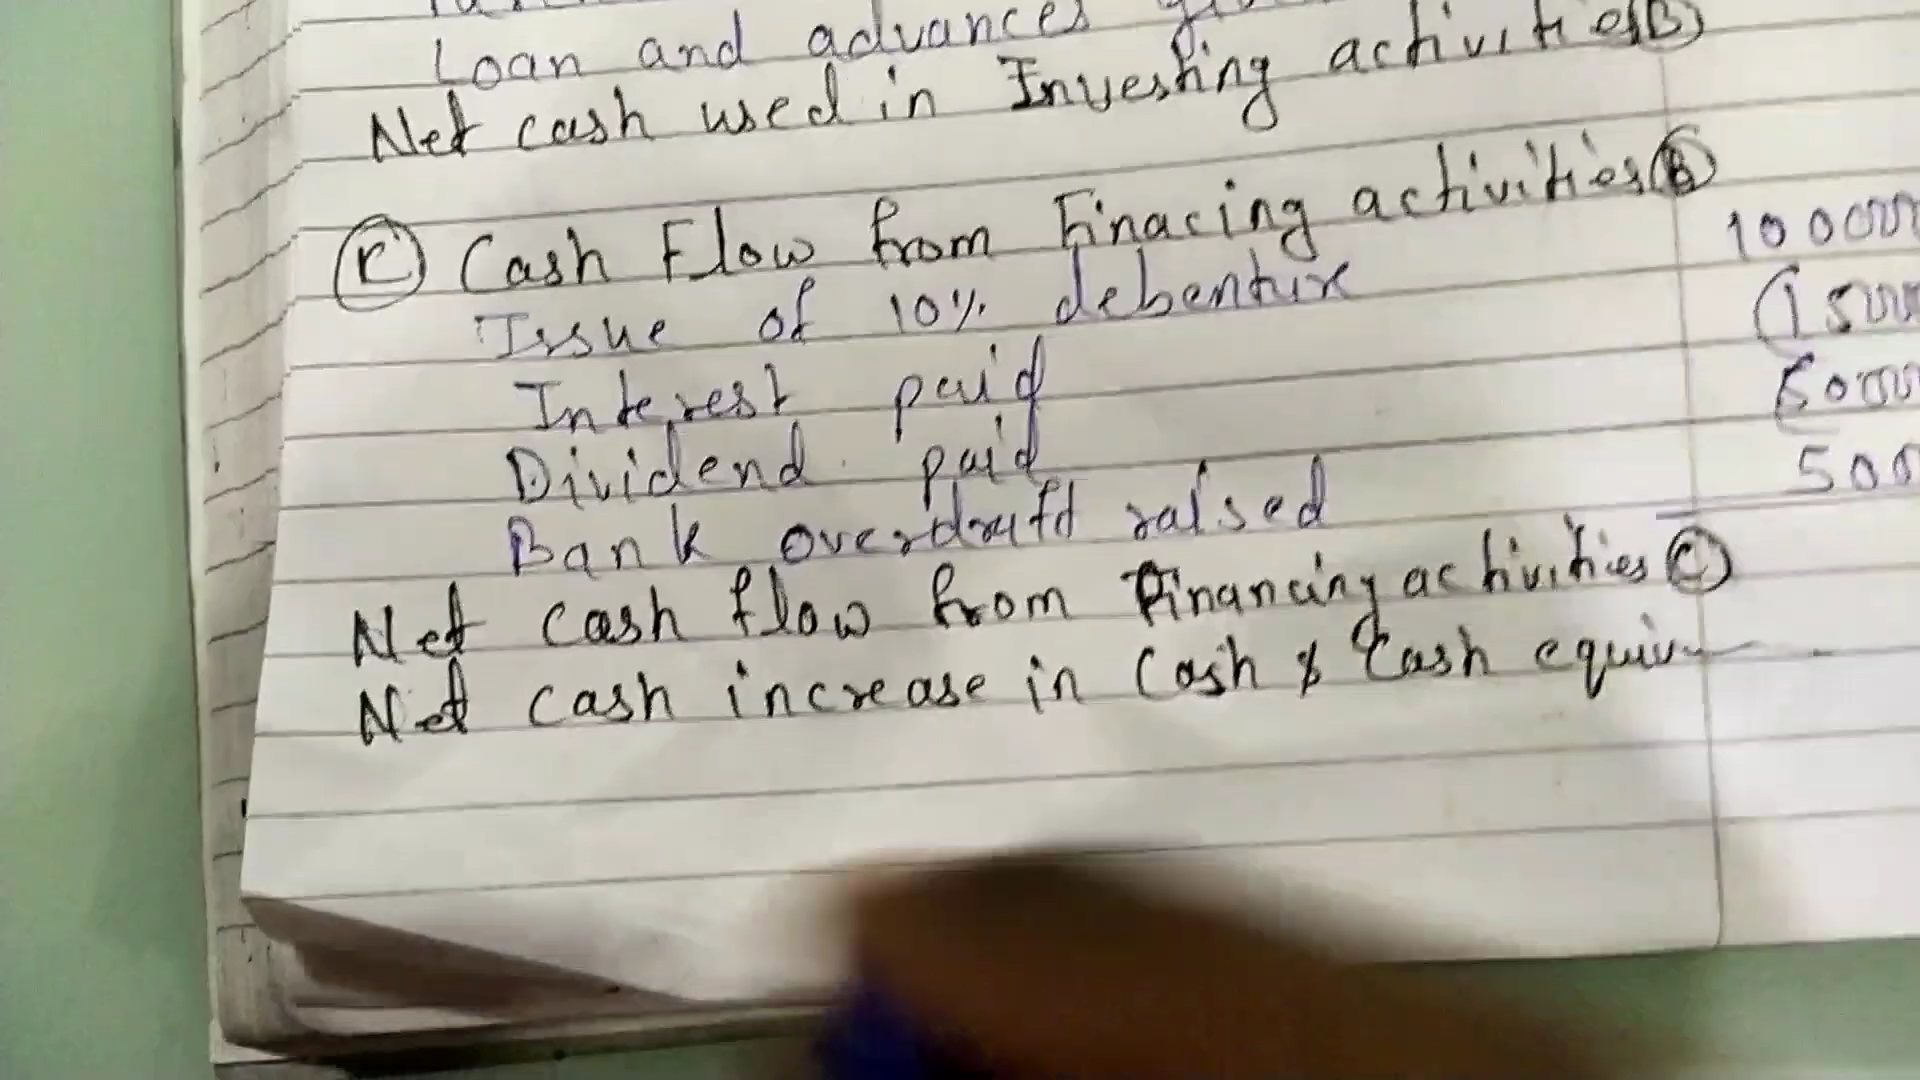 Loan and advances
Net cash used in Investing activities (B)
(C) Cash Flow from Finacing activities (B)
Issue of 10% debenture
Interest paid
Dividend paid
Bank overdraft raised
Net cash flow from Financing activities (C)
Net cash increase in Cash & Cash equiv